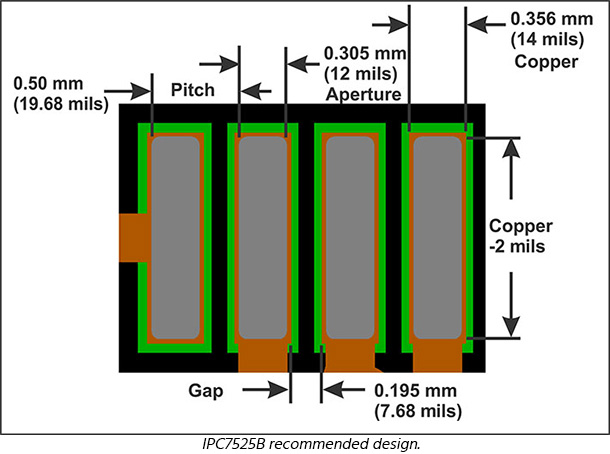 0.356 mm
(14 mils)
Copper
0.305 mm
(12 mils)
Aperture
0.50 mm
(19.68 mils)
Pitch
Copper
-2 mils
Gap
0.195 mm
(7.68 mils)
IPC7525B recommended design.